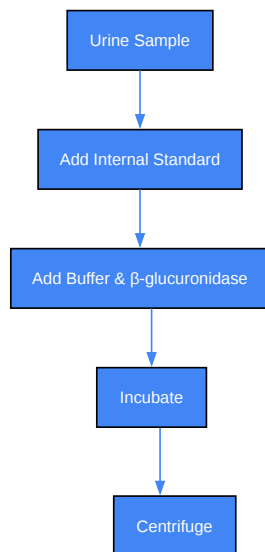 Urine Sample
Add Internal Standard
Add Buffer & β-glucuronidase
Incubate
Centrifuge